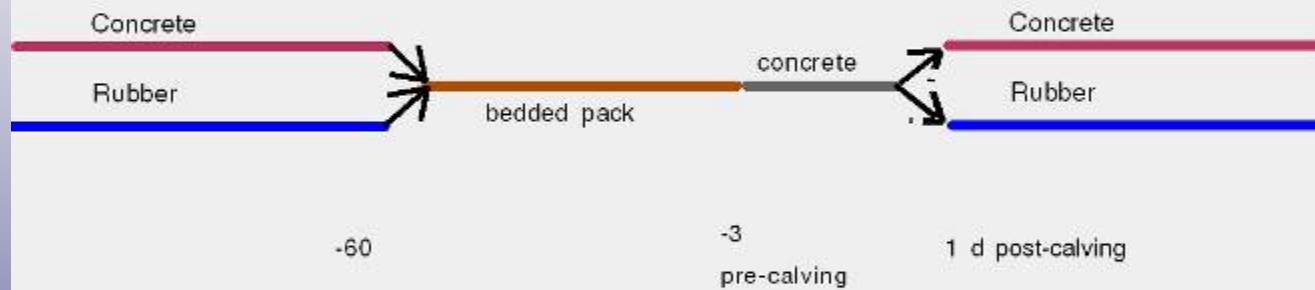 Concrete
Concrete
concrete
Rubber
Rubber
bedded pack
-60
-3
1 d post-calving
pre-calving